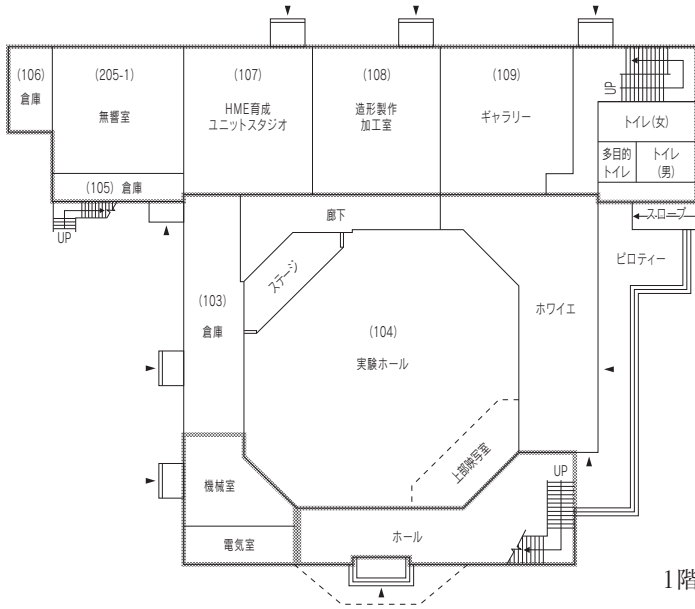 (106)
倉庫
(205-1)
無響室
(107)
HME育成
ユニットスタジオ
(108)
造形製作
加工室
(109)
ギャラリー
UP
トイレ(女)
多目的
トイレ
トイレ
(男)
(105) 倉庫
UP
廊下
スロープ
ピロティー
ステージ
(103)
倉庫
(104)
実験ホール
ホワイエ
上部映写室
機械室
UP
電気室
ホール
1階